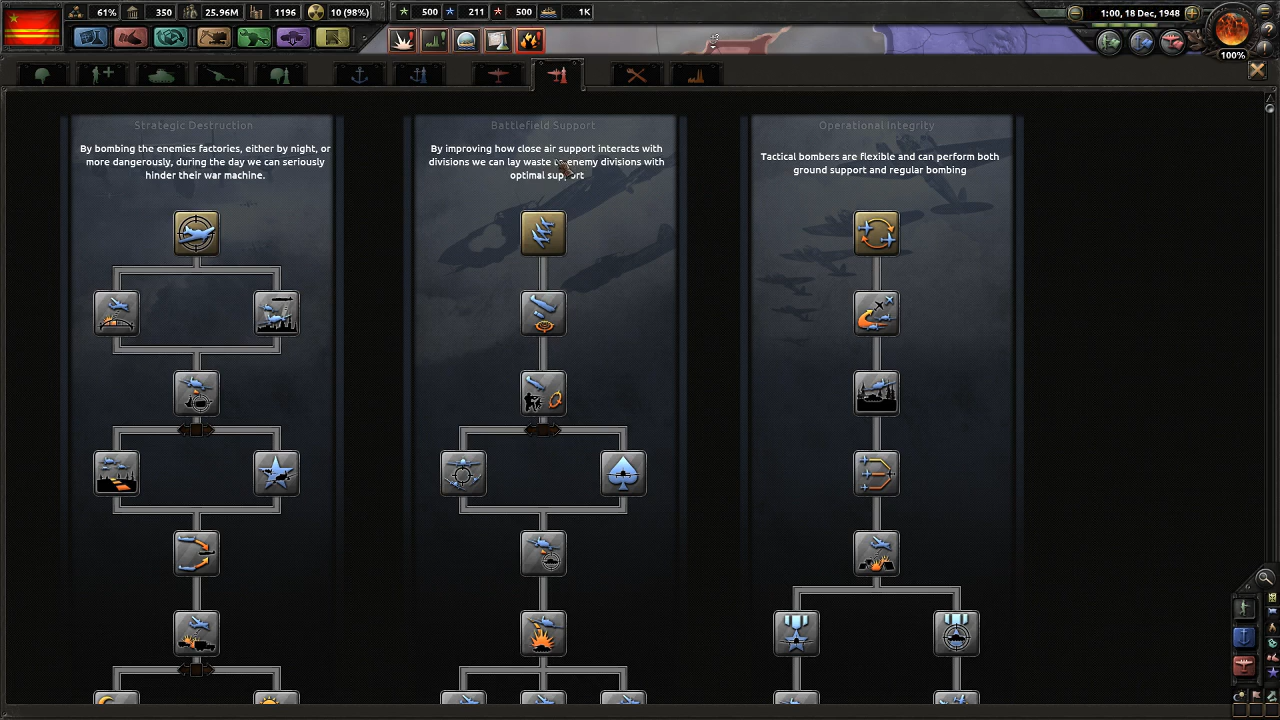 61% 350 25.96M 1196 10 (98%) 500 211 500 1K 1:00, 18 Dec, 1948
100%
Strategic Destruction
By bombing the enemies factories, either by night, or
more dangerously, during the day we can seriously
hinder their war machine.
Battlefield Support
By improving how close air support interacts with
divisions we can lay waste to enemy divisions with
optimal support
Operational Integrity
Tactical bombers are flexible and can perform both
ground support and regular bombing